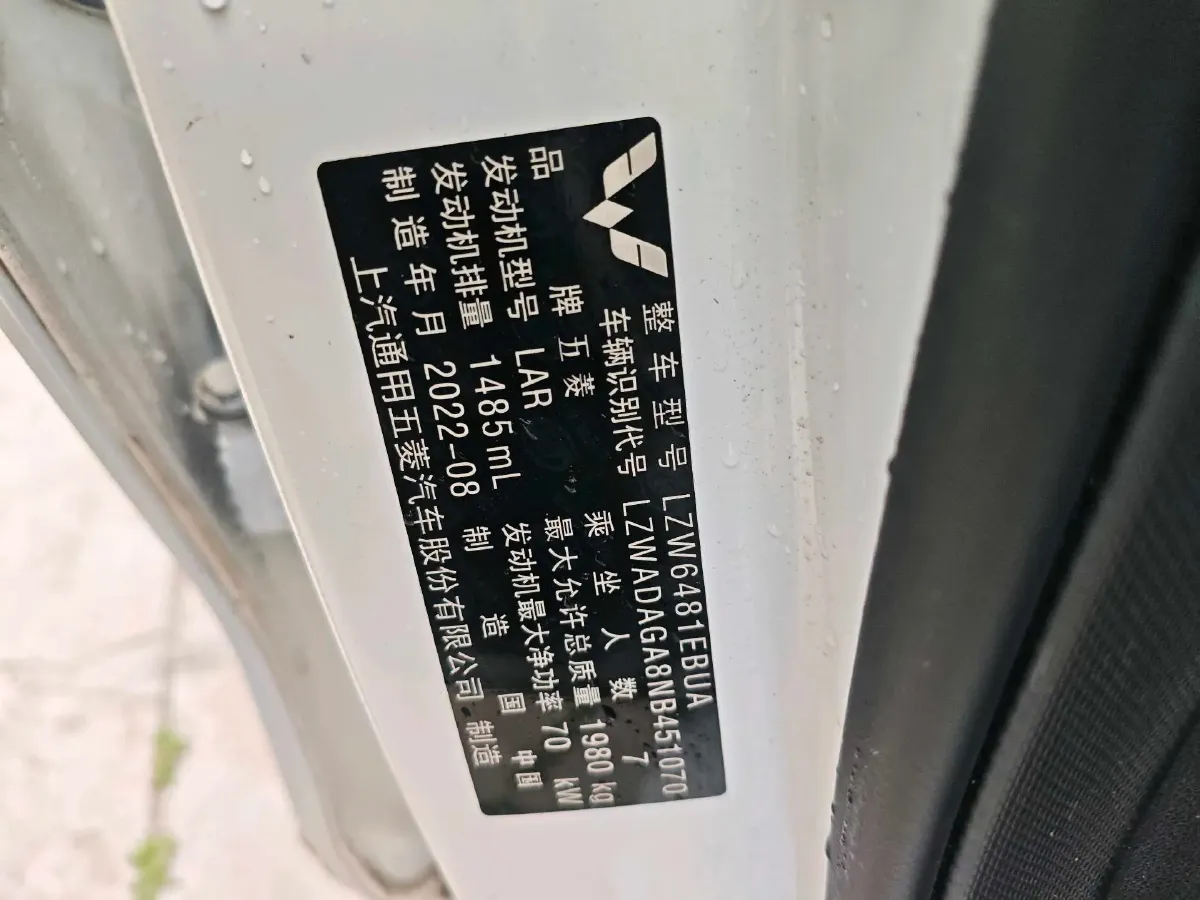 整车型号 LZW6481EBUA
车辆识别代号 LZWADAGA8NB451070
品牌 五菱 乘坐人数 7
发动机型号 LAR 最大允许总质量 1980 kg
发动机排量 1485 mL 发动机最大净功率 70 kW
制造年月 2022-08 制造国 中国
上汽通用五菱汽车股份有限公司 制造